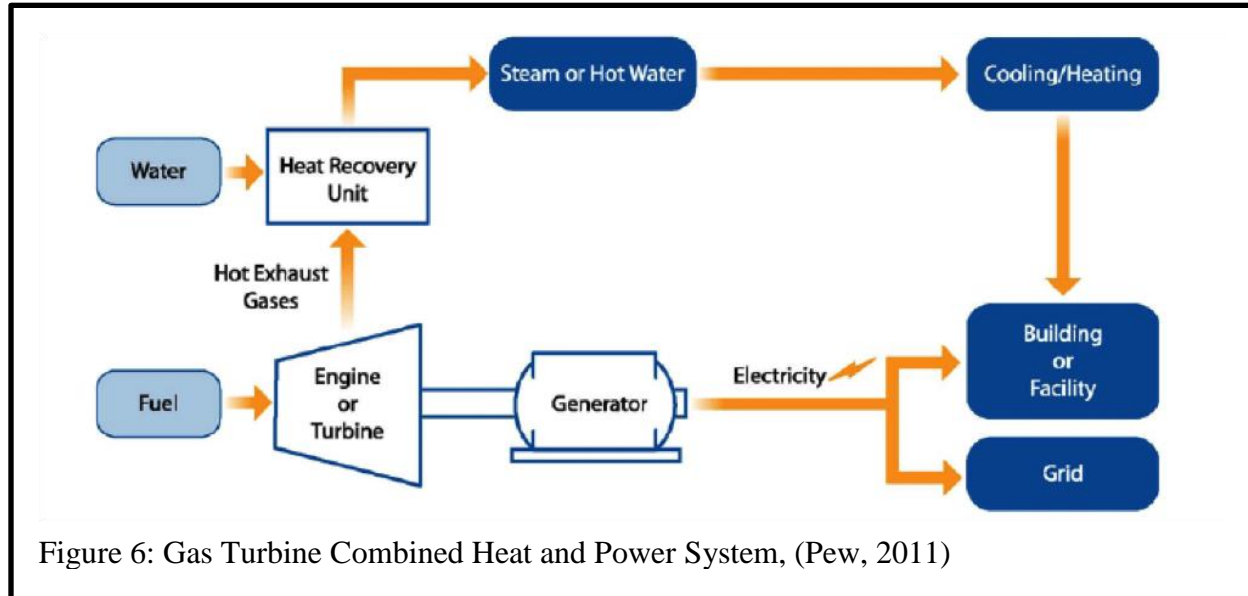 Steam or Hot Water
Cooling/Heating
Water
Heat Recovery
Unit
Hot Exhaust
Gases
Fuel
Engine
or
Turbine
Generator
Electricity
Building
or
Facility
Grid
Figure 6: Gas Turbine Combined Heat and Power System, (Pew, 2011)